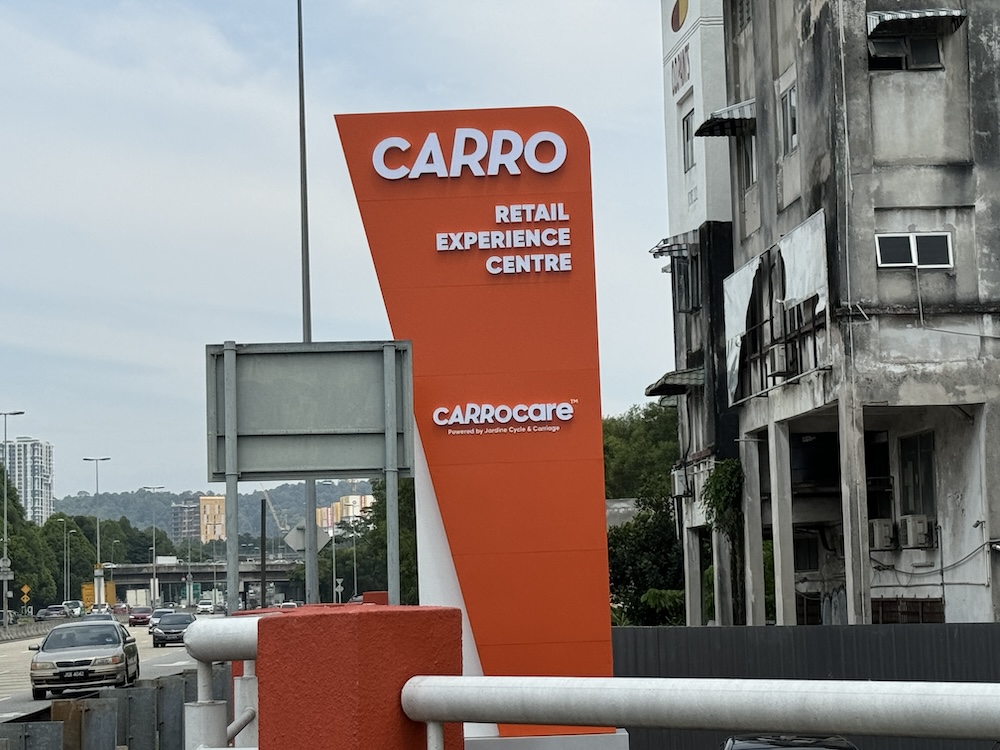 CARRO
RETAIL
EXPERIENCE
CENTRE
CARROcare™
Powered by Jardine Cycle & Carriage